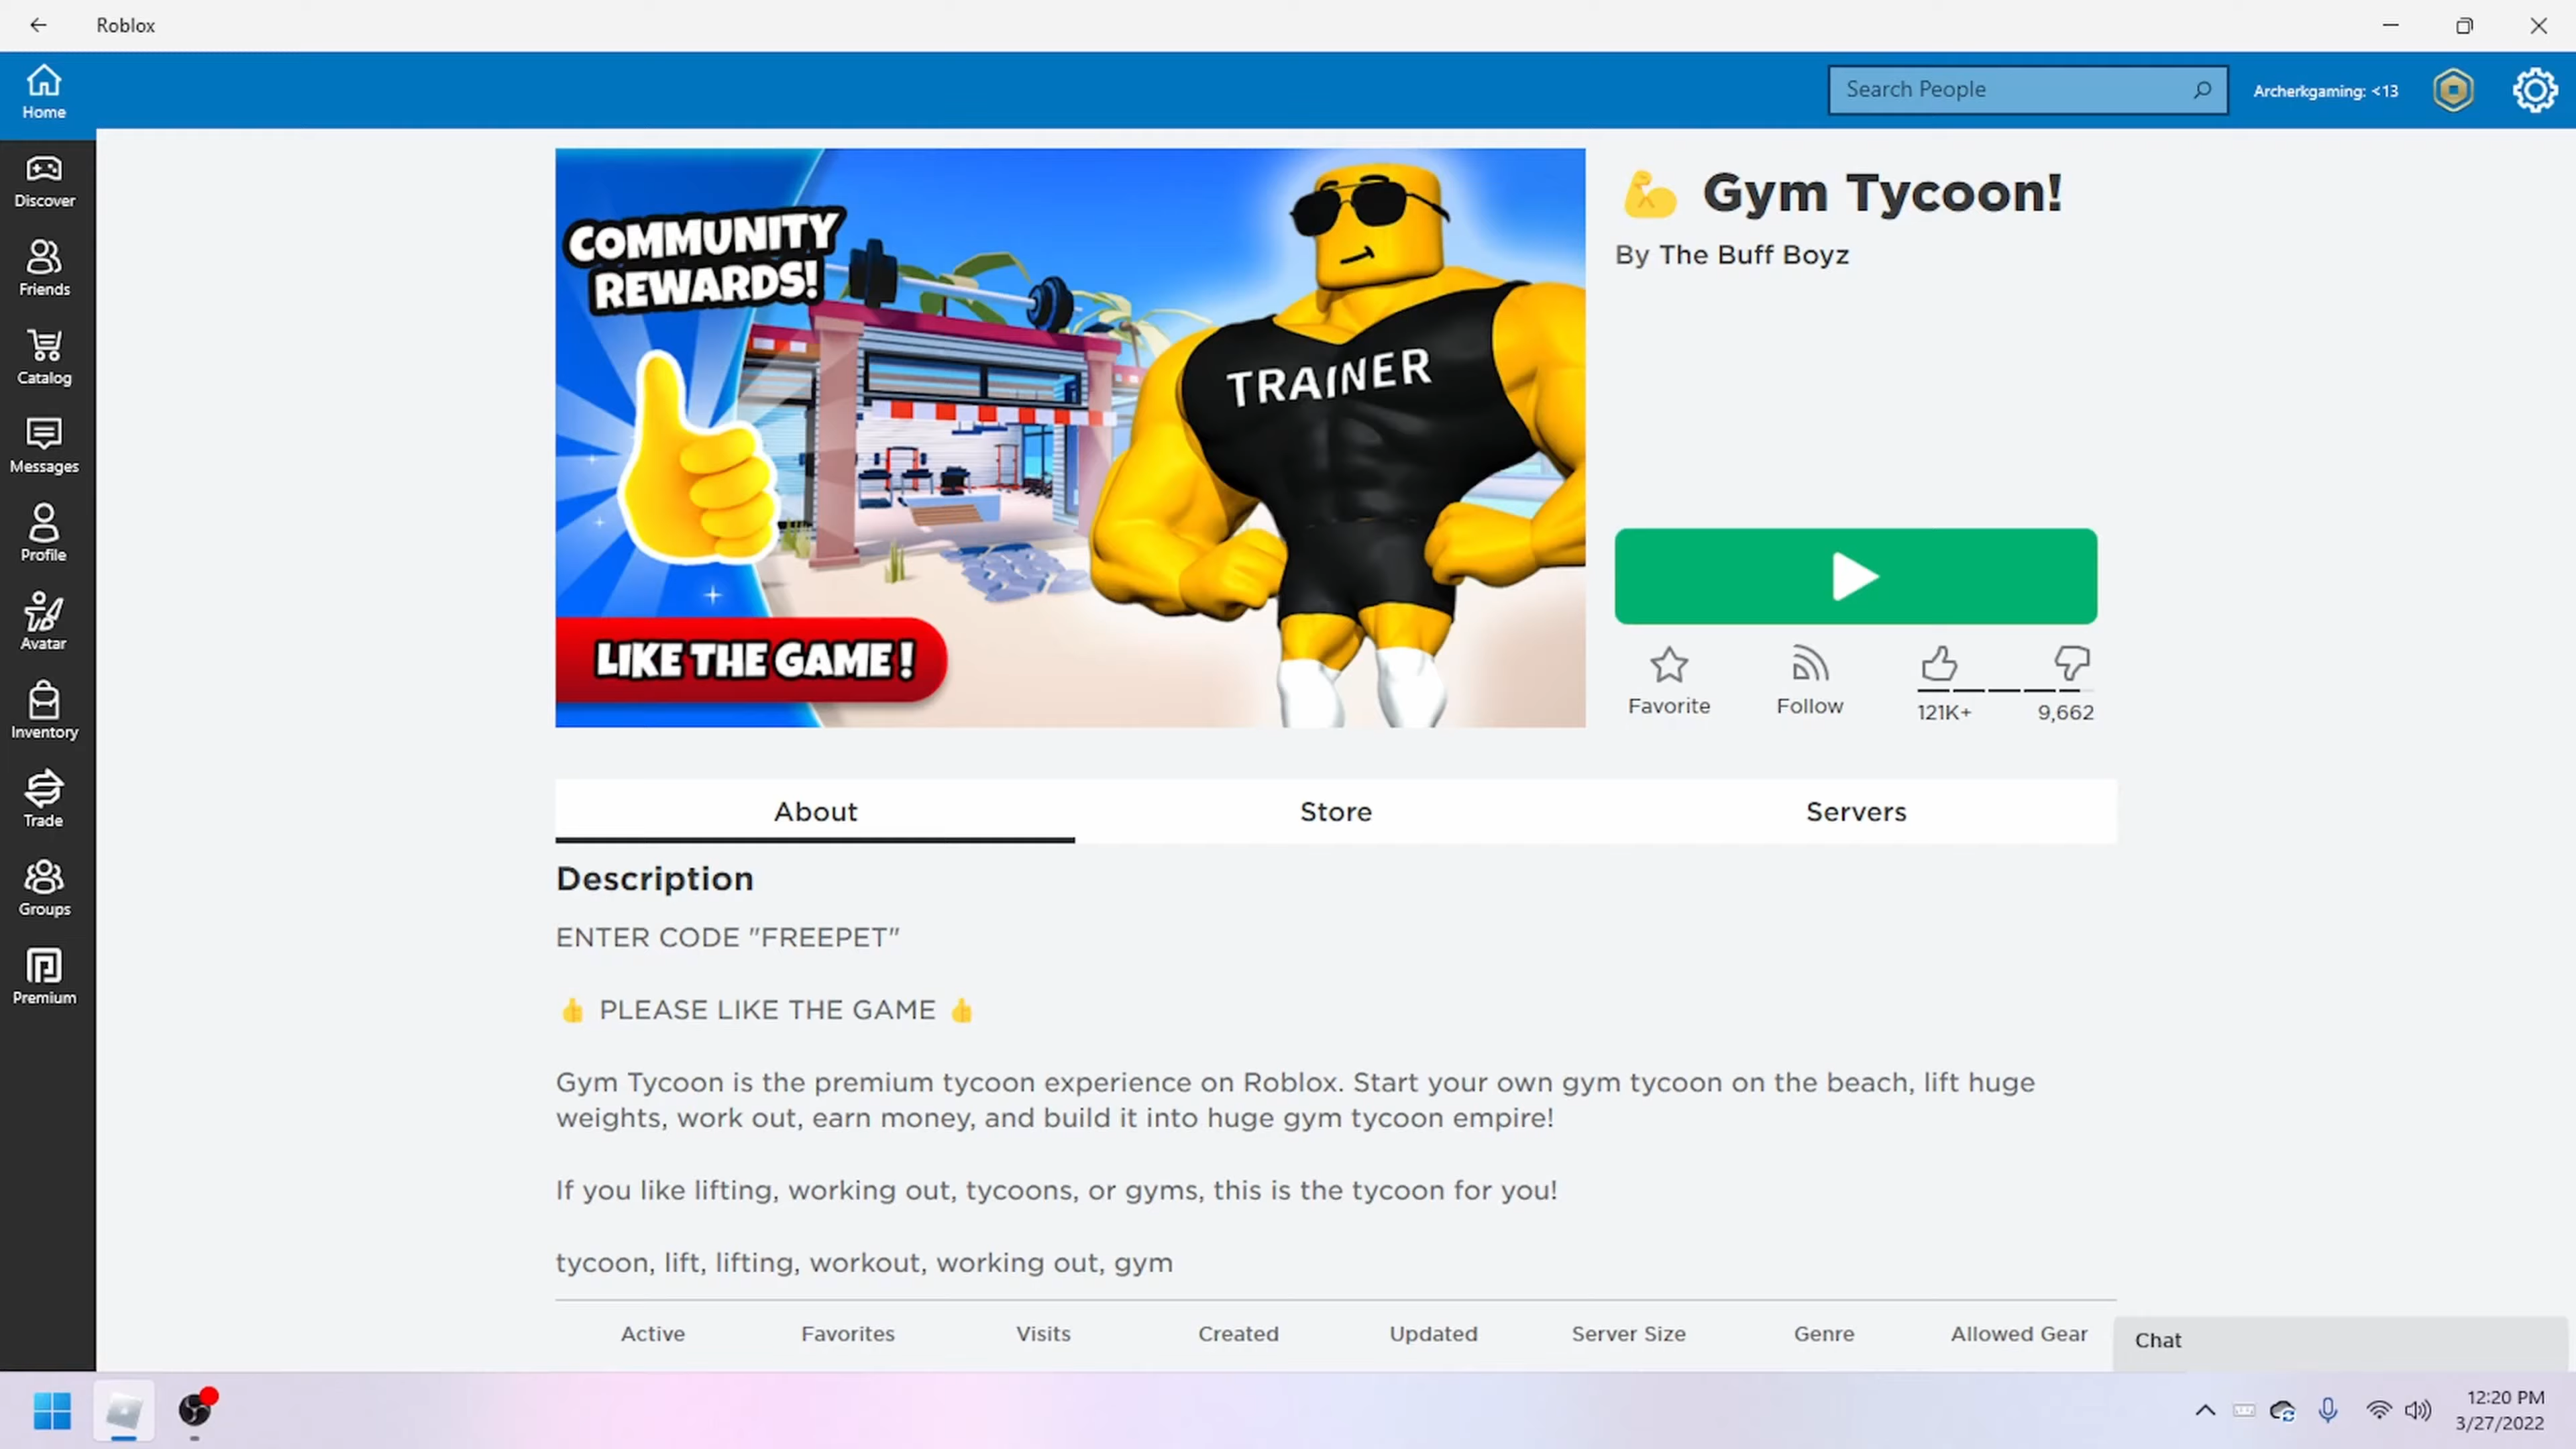 Roblox
Home
Search People
Archerkgaming: <13
Discover
Friends
Catalog
Messages
Profile
Avatar
Inventory
Trade
Groups
Premium
COMMUNITY
REWARDS!
TRAINER
LIKE THE GAME!
Gym Tycoon!
By The Buff Boyz
Favorite
Follow
121K+
9,662
About
Store
Servers
Description
ENTER CODE "FREEPET"
PLEASE LIKE THE GAME
Gym Tycoon is the premium tycoon experience on Roblox. Start your own gym tycoon on the beach, lift huge
weights, work out, earn money, and build it into huge gym tycoon empire!
If you like lifting, working out, tycoons, or gyms, this is the tycoon for you!
tycoon, lift, lifting, workout, working out, gym
Active
Favorites
Visits
Created
Updated
Server Size
Genre
Allowed Gear
Chat
12:20 PM
3/27/2022